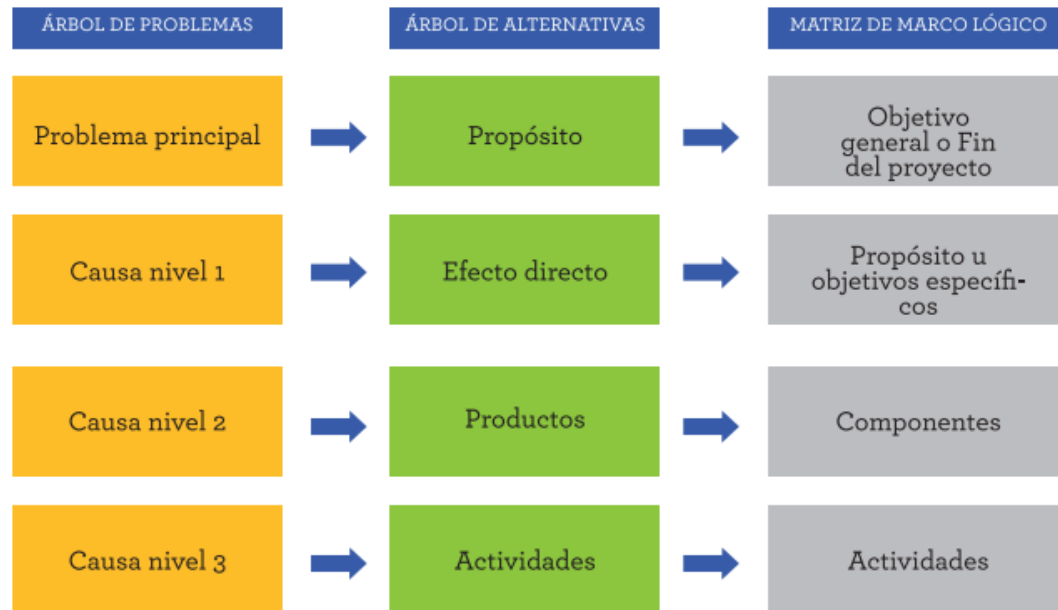 ÁRBOL DE PROBLEMAS
ÁRBOL DE ALTERNATIVAS
MATRIZ DE MARCO LÓGICO
Problema principal
Propósito
Objetivo
general o Fin
del proyecto
Causa nivel 1
Efecto directo
Propósito u
objetivos específi-
cos
Causa nivel 2
Productos
Componentes
Causa nivel 3
Actividades
Actividades